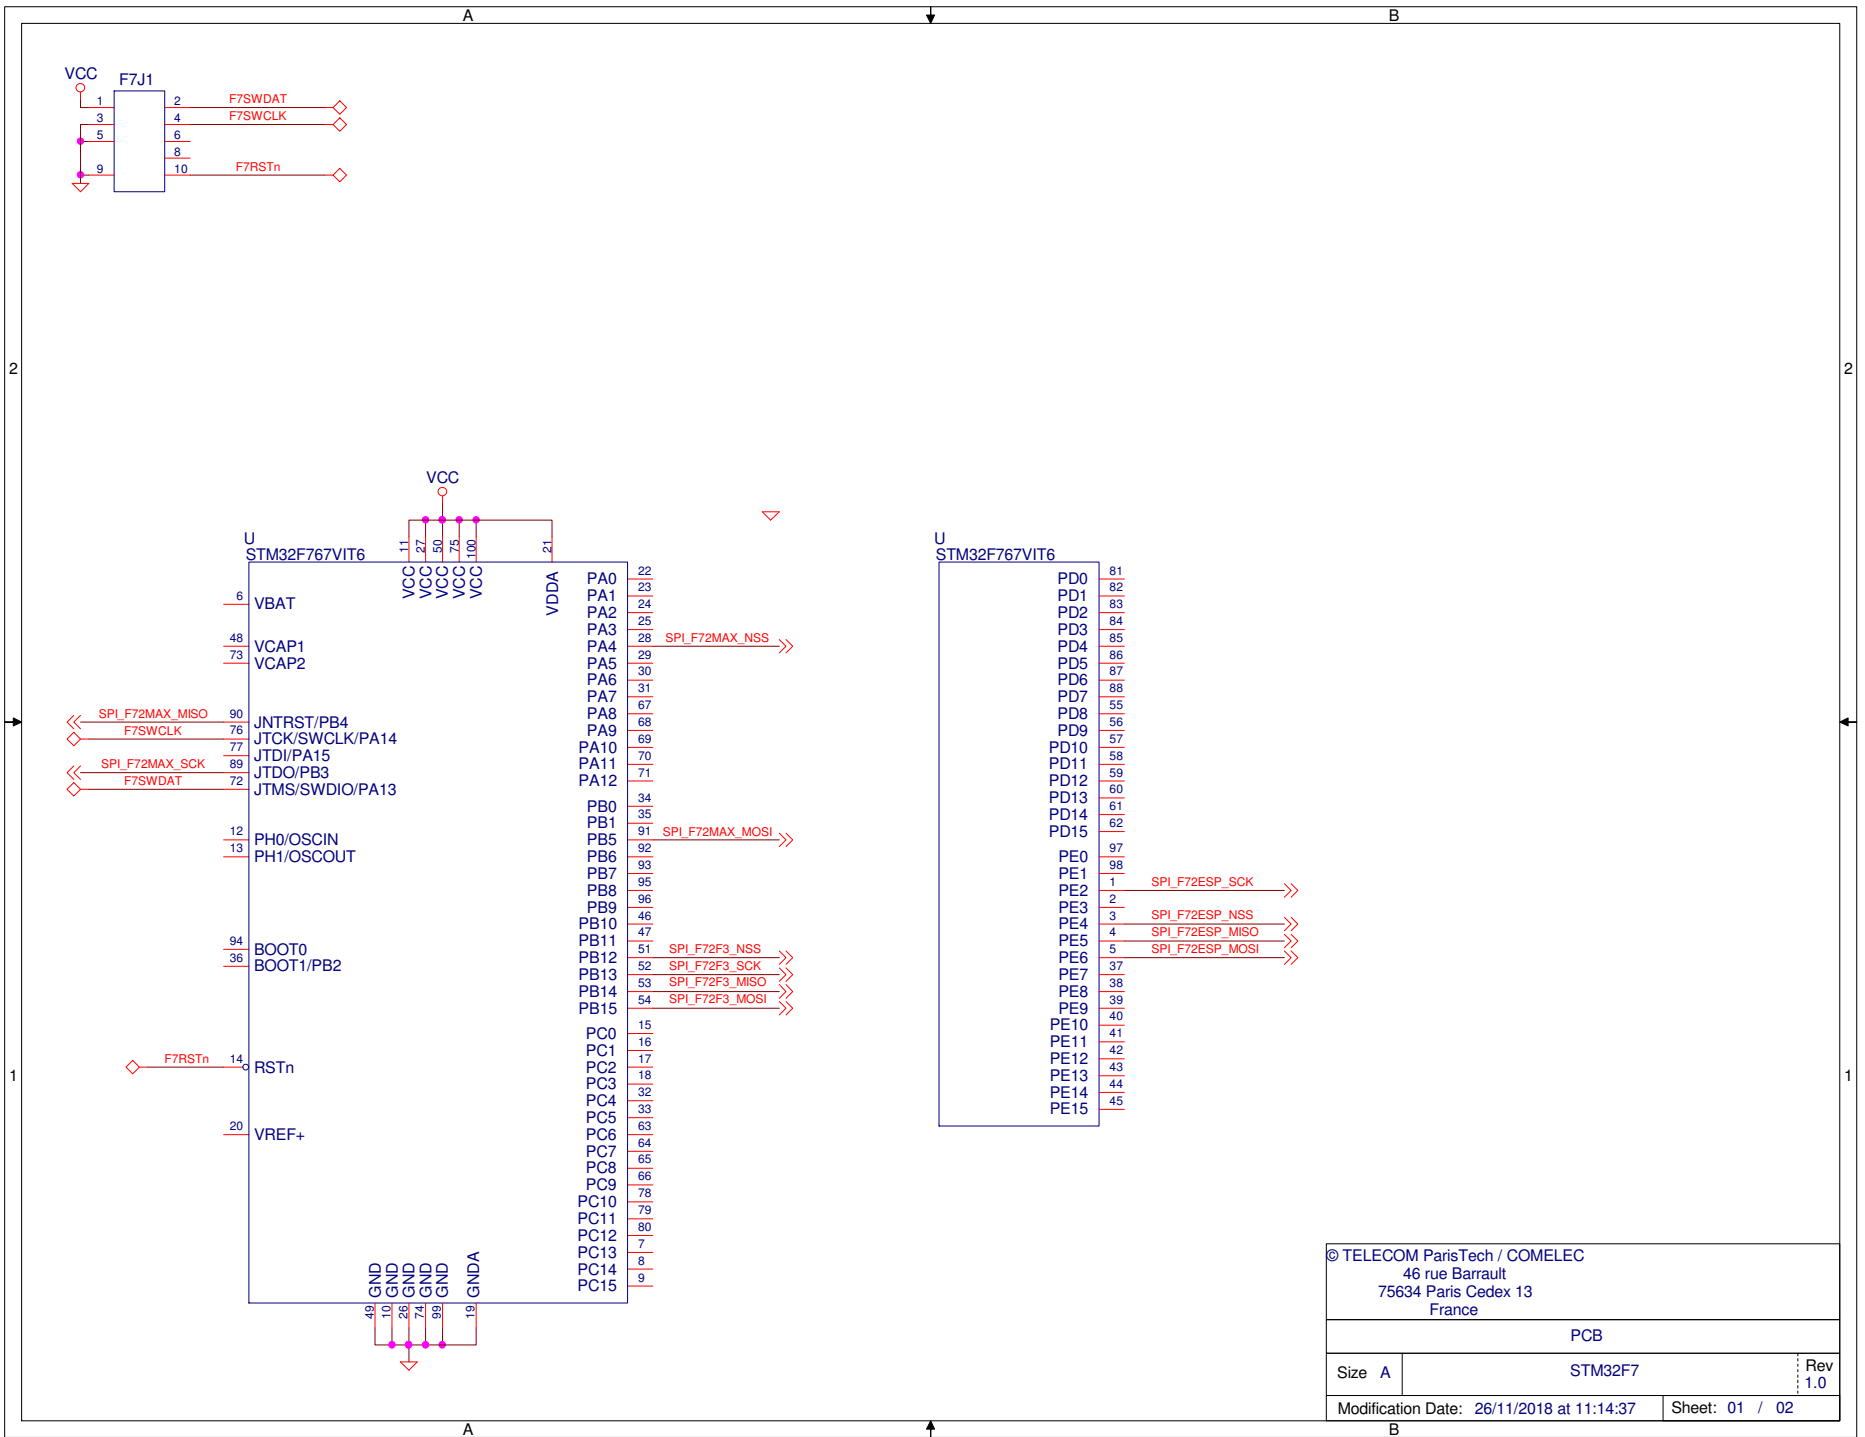 A B
VCC
F7J1
1 2 F7SWDAT
3 4 F7SWCLK
5 6
8
9 10 F7RSTn
2 2
VCC
U
STM32F767VIT6
11 27 50 75 100 21
VCC VCC VCC VCC VCC VDDA
6 VBAT
48 VCAP1
73 VCAP2
SPI_F72MAX_MISO 90 JNTRST/PB4
F7SWCLK 76 JTCK/SWCLK/PA14
77 JTDI/PA15
SPI_F72MAX_SCK 89 JTDO/PB3
F7SWDAT 72 JTMS/SWDIO/PA13
12 PH0/OSCIN
13 PH1/OSCOUT
94 BOOT0
36 BOOT1/PB2
F7RSTn 14 RSTn
20 VREF+
PA0 22
PA1 23
PA2 24
PA3 25
PA4 28 SPI_F72MAX_NSS
PA5 29
PA6 30
PA7 31
PA8 67
PA9 68
PA10 69
PA11 70
PA12 71
PB0 34
PB1 35
PB5 91 SPI_F72MAX_MOSI
PB6 92
PB7 93
PB8 95
PB9 96
PB10 46
PB11 47
PB12 51 SPI_F72F3_NSS
PB13 52 SPI_F72F3_SCK
PB14 53 SPI_F72F3_MISO
PB15 54 SPI_F72F3_MOSI
PC0 15
PC1 16
PC2 17
PC3 18
PC4 32
PC5 33
PC6 63
PC7 64
PC8 65
PC9 66
PC10 78
PC11 79
PC12 80
PC13 7
PC14 8
PC15 9
GND GND GND GND GND GNDA
49 10 26 74 99 19
U
STM32F767VIT6
PD0 81
PD1 82
PD2 83
PD3 84
PD4 85
PD5 86
PD6 87
PD7 88
PD8 55
PD9 56
PD10 57
PD11 58
PD12 59
PD13 60
PD14 61
PD15 62
PE0 97
PE1 98
PE2 1 SPI_F72ESP_SCK
PE3 2
PE4 3 SPI_F72ESP_NSS
PE5 4 SPI_F72ESP_MISO
PE6 5 SPI_F72ESP_MOSI
PE7 37
PE8 38
PE9 39
PE10 40
PE11 41
PE12 42
PE13 43
PE14 44
PE15 45
1 1
© TELECOM ParisTech / COMELEC
46 rue Barrault
75634 Paris Cedex 13
France
PCB
Size A STM32F7 Rev
1.0
Modification Date: 26/11/2018 at 11:14:37 Sheet: 01 / 02
A B